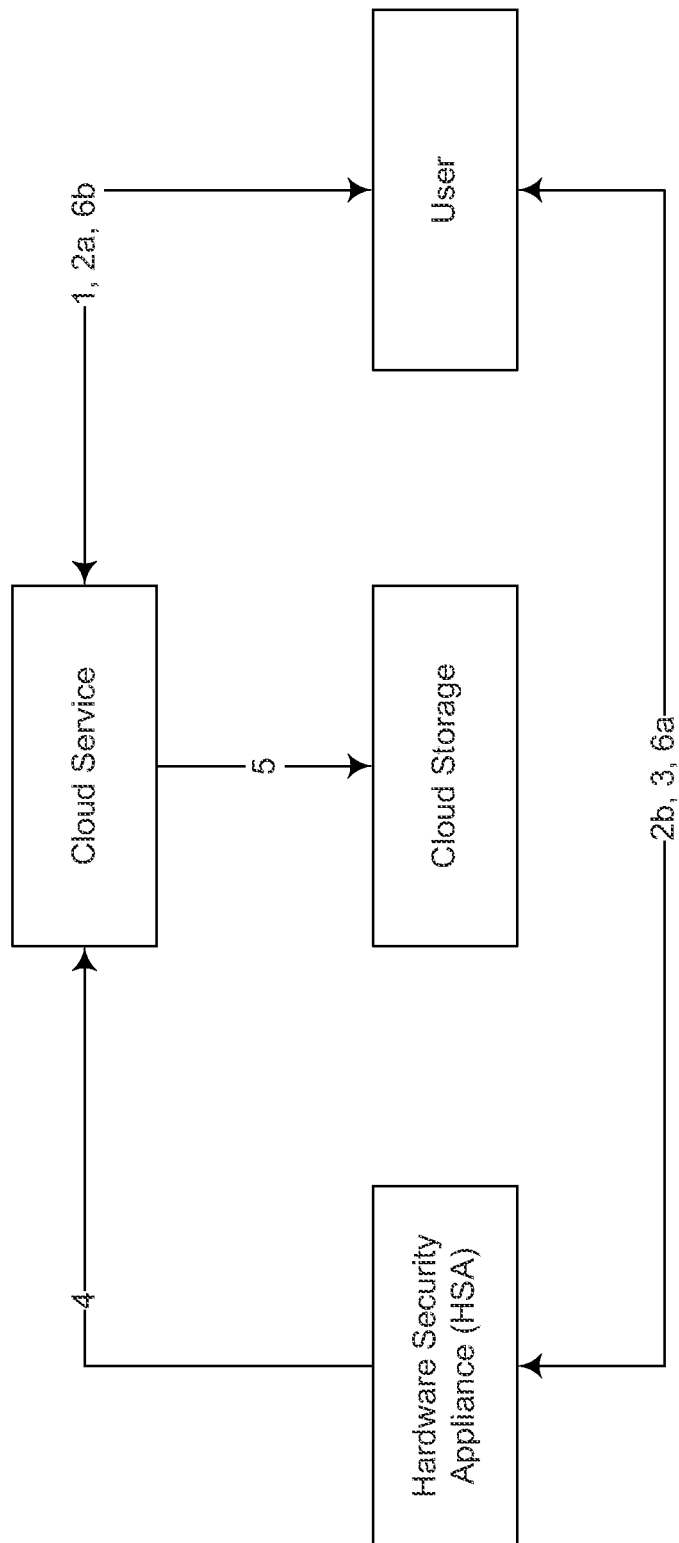 4
1, 2a, 6b
Cloud Service
5
Hardware Security
Appliance (HSA)
Cloud Storage
User
2b, 3, 6a